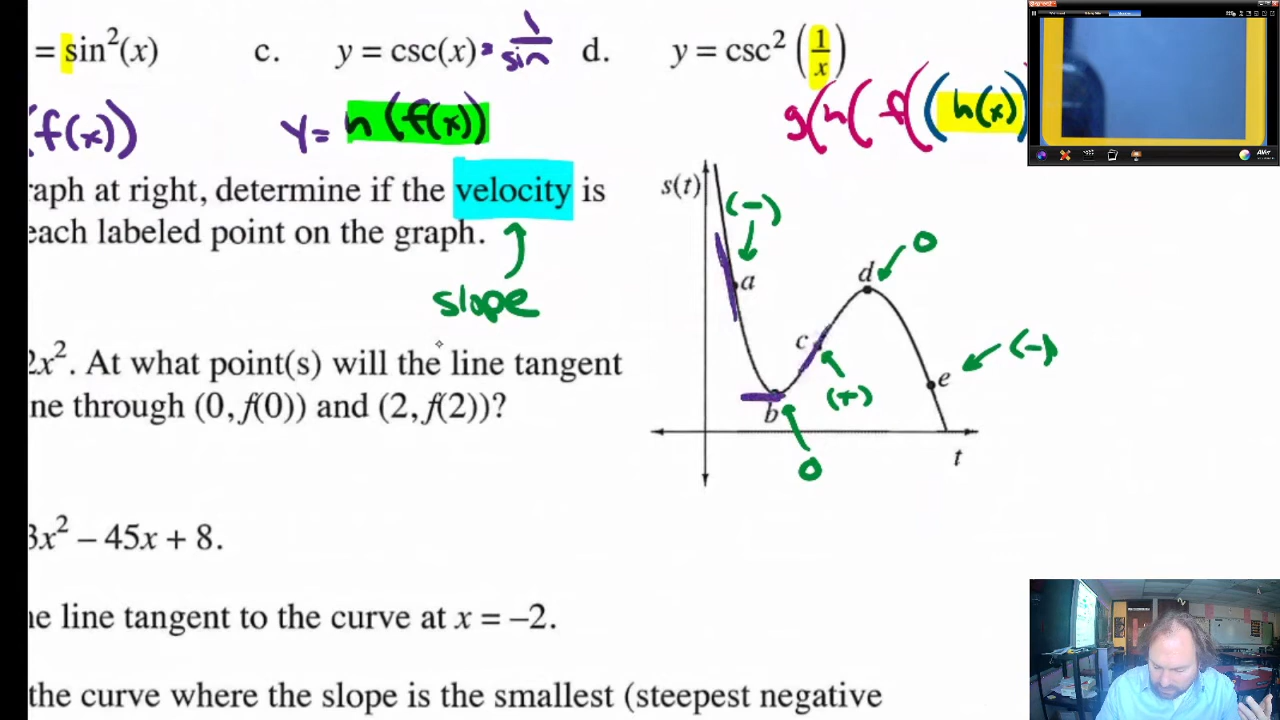 = sin²(x) c. y = csc(x) = 1/sin d. y = csc² (1/x)
(f(x)) y = h(f(x)) g(h(f((h(x))
raph at right, determine if the velocity is
each labeled point on the graph.
slope
s(t)
(-)
a
d
0
c
(+)
e
(-)
b
0
t
2x². At what point(s) will the line tangent
ne through (0, f(0)) and (2, f(2))?
3x² – 45x + 8.
ne line tangent to the curve at x = –2.
the curve where the slope is the smallest (steepest negative